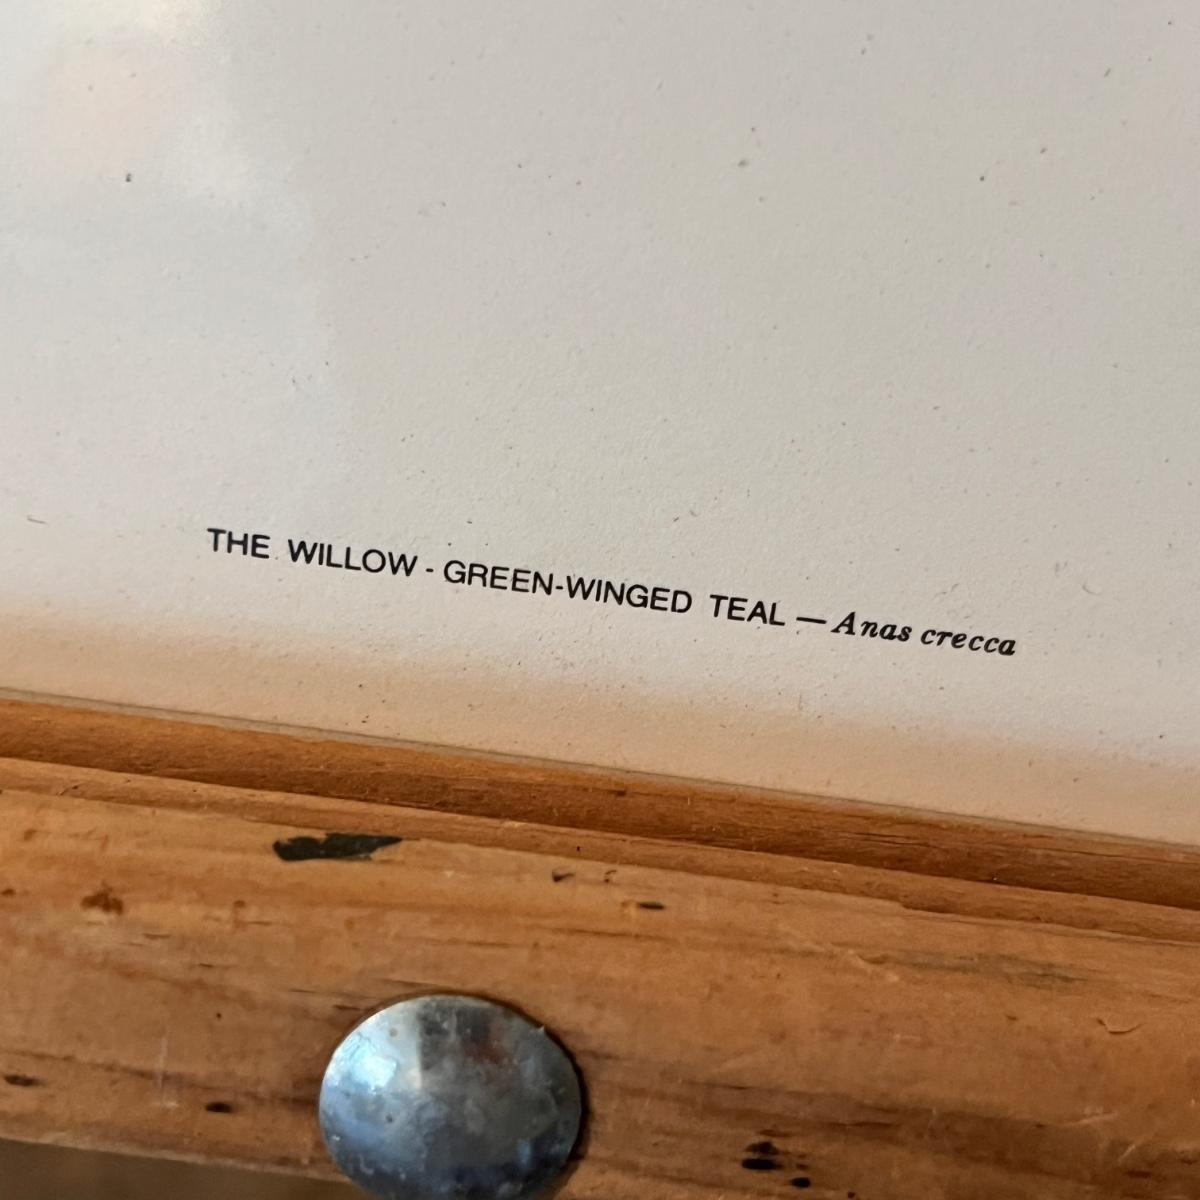 THE WILLOW - GREEN-WINGED TEAL — Anas crecca